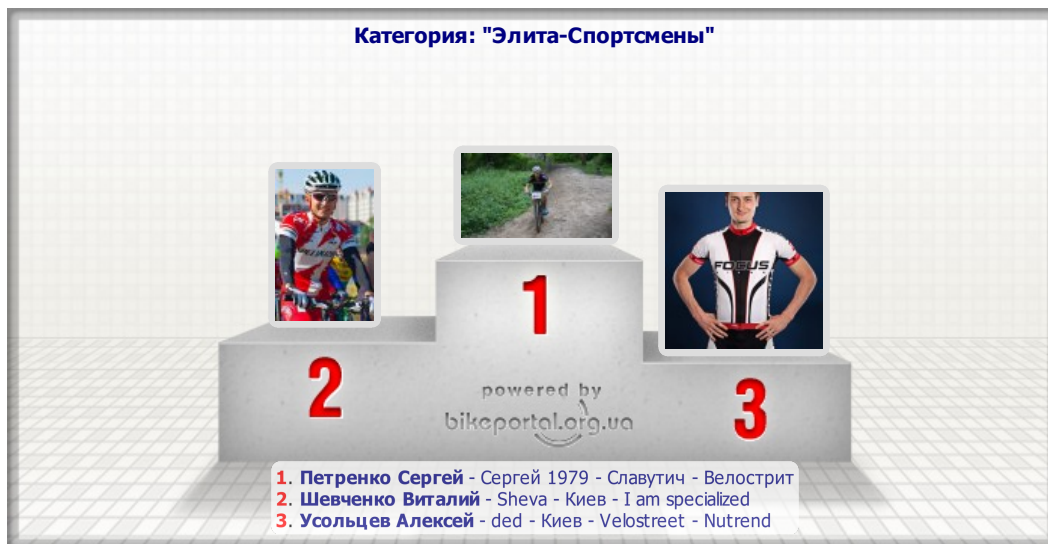 Категория: "Элита-Спортсмены"
1
2
FOCUS
3
powered by
bikeportal.org.ua
1. Петренко Сергей - Сергей 1979 - Славутич - Велострит
2. Шевченко Виталий - Sheva - Киев - I am specialized
3. Усольцев Алексей - ded - Киев - Velostreet - Nutrend